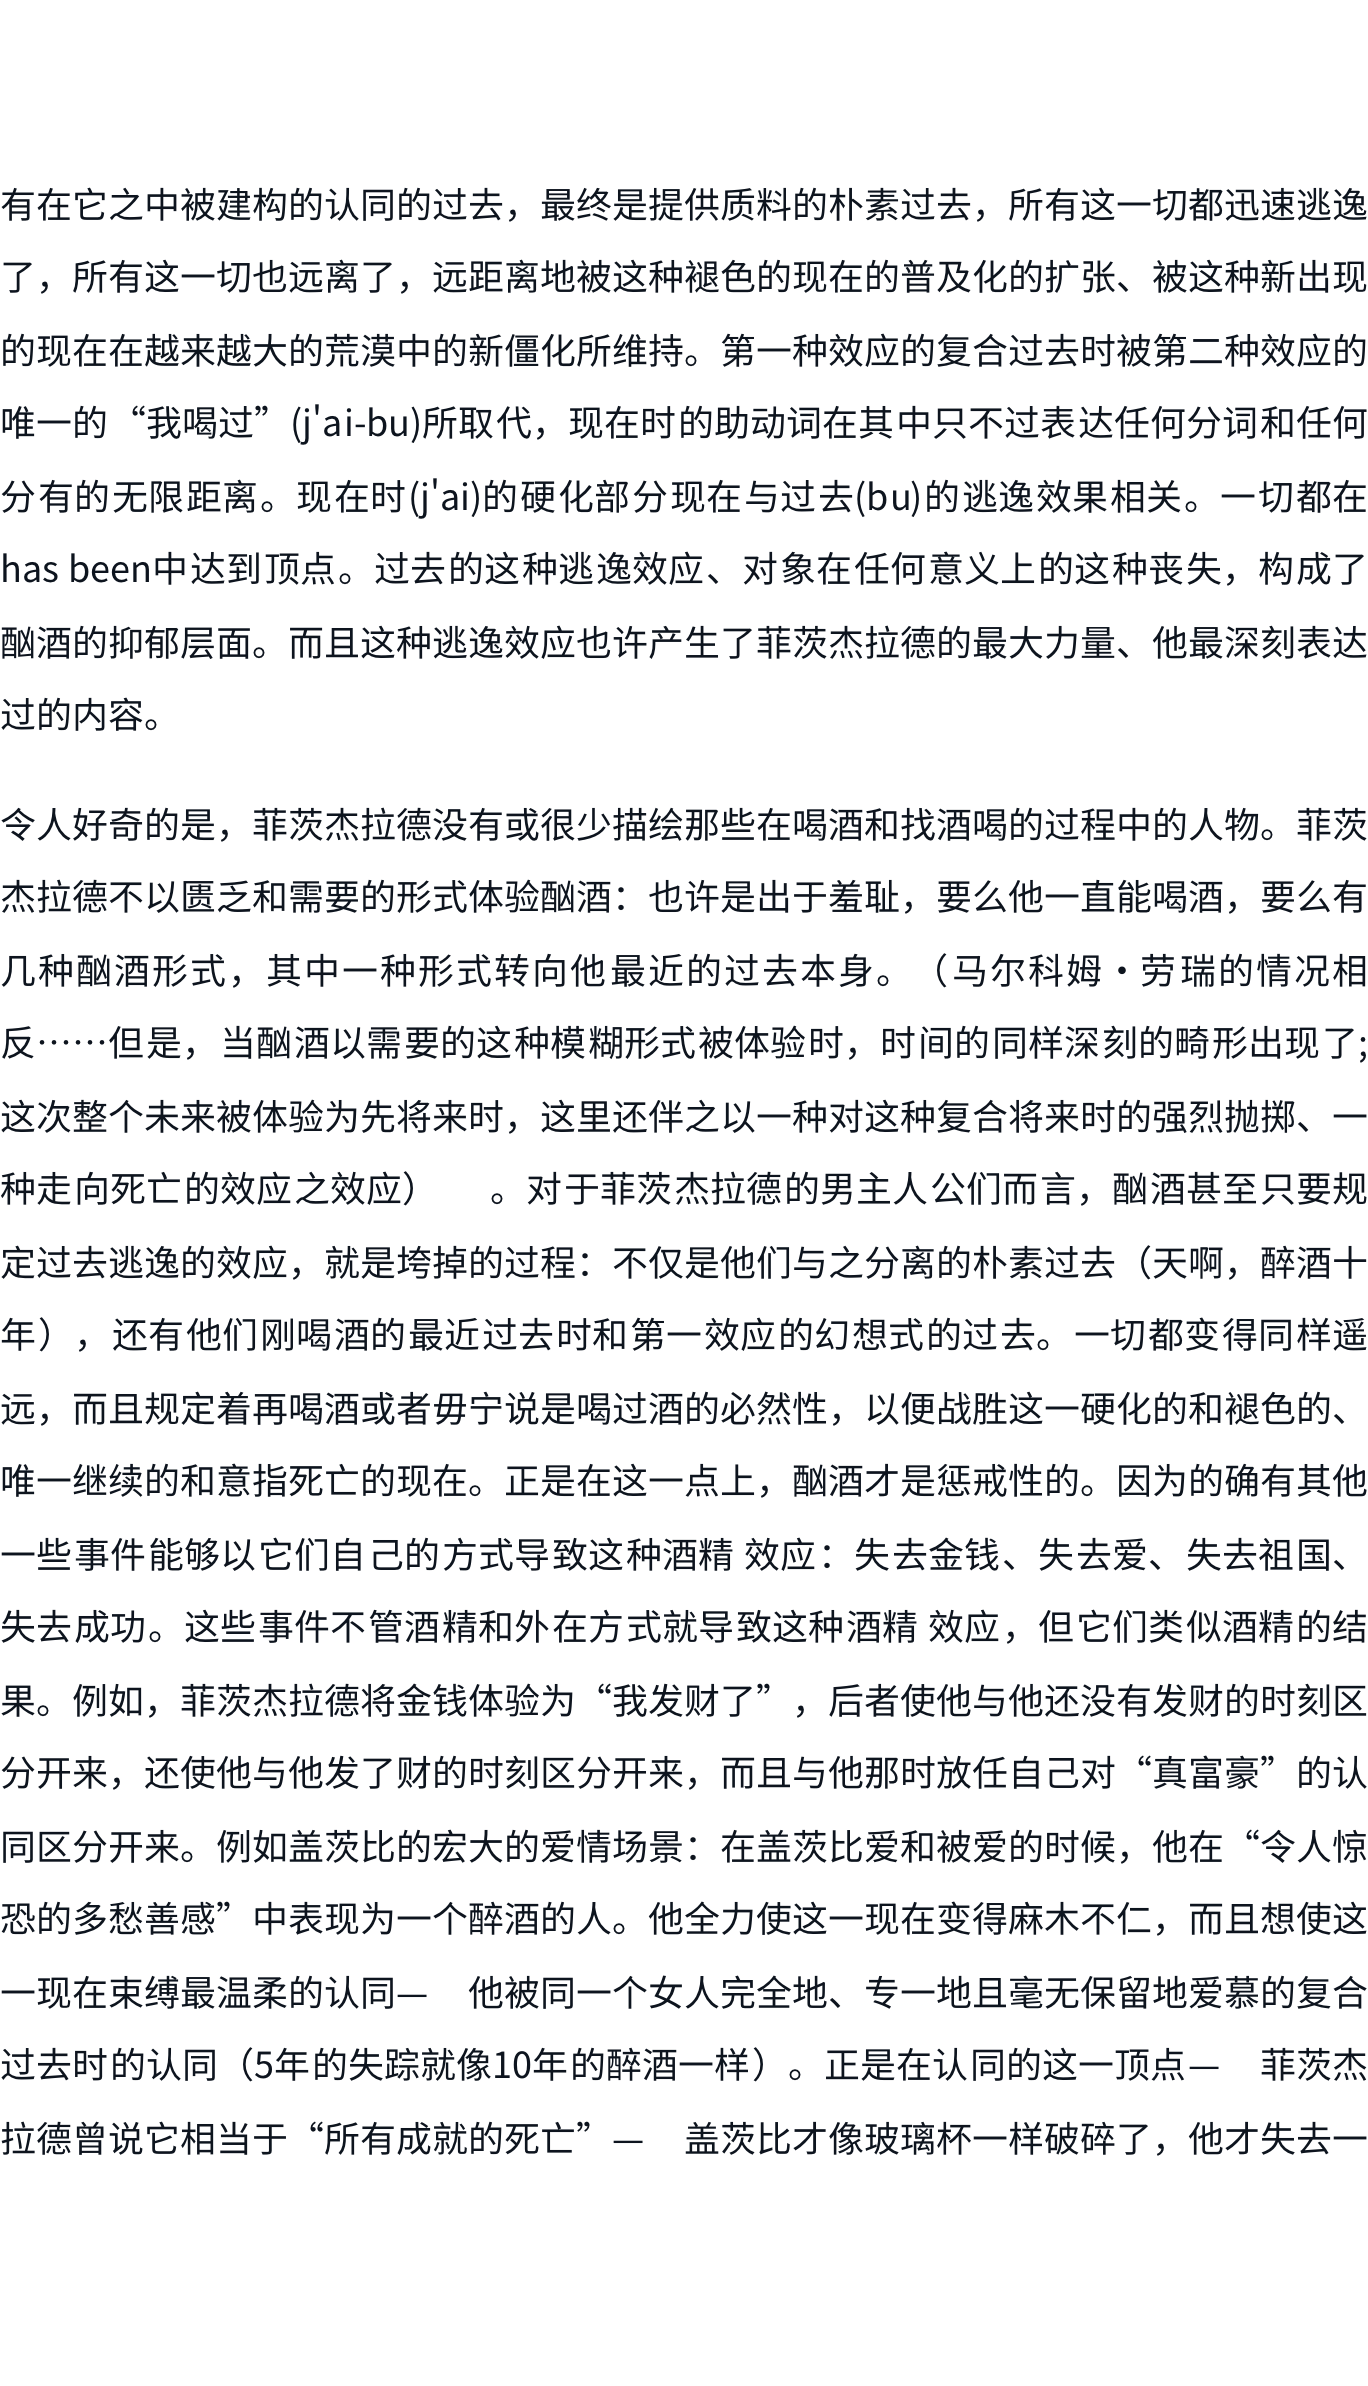 有在它之中被建构的认同的过去，最终是提供质料的朴素过去，所有这一切都迅速逃逸
了，所有这一切也远离了，远距离地被这种褪色的现在的普及化的扩张、被这种新出现
的现在在越来越大的荒漠中的新僵化所维持。第一种效应的复合过去时被第二种效应的
唯一的“我喝过”(j'ai-bu)所取代，现在时的助动词在其中只不过表达任何分词和任何
分有的无限距离。现在时(j'ai)的硬化部分现在与过去(bu)的逃逸效果相关。一切都在
has been中达到顶点。过去的这种逃逸效应、对象在任何意义上的这种丧失，构成了
酗酒的抑郁层面。而且这种逃逸效应也许产生了菲茨杰拉德的最大力量、他最深刻表达
过的内容。
令人好奇的是，菲茨杰拉德没有或很少描绘那些在喝酒和找酒喝的过程中的人物。菲茨
杰拉德不以匮乏和需要的形式体验酗酒：也许是出于羞耻，要么他一直能喝酒，要么有
几种酗酒形式，其中一种形式转向他最近的过去本身。（马尔科姆·劳瑞的情况相
反……但是，当酗酒以需要的这种模糊形式被体验时，时间的同样深刻的畸形出现了;
这次整个未来被体验为先将来时，这里还伴之以一种对这种复合将来时的强烈抛掷、一
种走向死亡的效应之效应） 。对于菲茨杰拉德的男主人公们而言，酗酒甚至只要规
定过去逃逸的效应，就是垮掉的过程：不仅是他们与之分离的朴素过去（天啊，醉酒十
年），还有他们刚喝酒的最近过去时和第一效应的幻想式的过去。一切都变得同样遥
远，而且规定着再喝酒或者毋宁说是喝过酒的必然性，以便战胜这一硬化的和褪色的、
唯一继续的和意指死亡的现在。正是在这一点上，酗酒才是惩戒性的。因为的确有其他
一些事件能够以它们自己的方式导致这种酒精 效应：失去金钱、失去爱、失去祖国、
失去成功。这些事件不管酒精和外在方式就导致这种酒精 效应，但它们类似酒精的结
果。例如，菲茨杰拉德将金钱体验为“我发财了”，后者使他与他还没有发财的时刻区
分开来，还使他与他发了财的时刻区分开来，而且与他那时放任自己对“真富豪”的认
同区分开来。例如盖茨比的宏大的爱情场景：在盖茨比爱和被爱的时候，他在“令人惊
恐的多愁善感”中表现为一个醉酒的人。他全力使这一现在变得麻木不仁，而且想使这
一现在束缚最温柔的认同— 他被同一个女人完全地、专一地且毫无保留地爱慕的复合
过去时的认同（5年的失踪就像10年的醉酒一样）。正是在认同的这一顶点— 菲茨杰
拉德曾说它相当于“所有成就的死亡”— 盖茨比才像玻璃杯一样破碎了，他才失去一